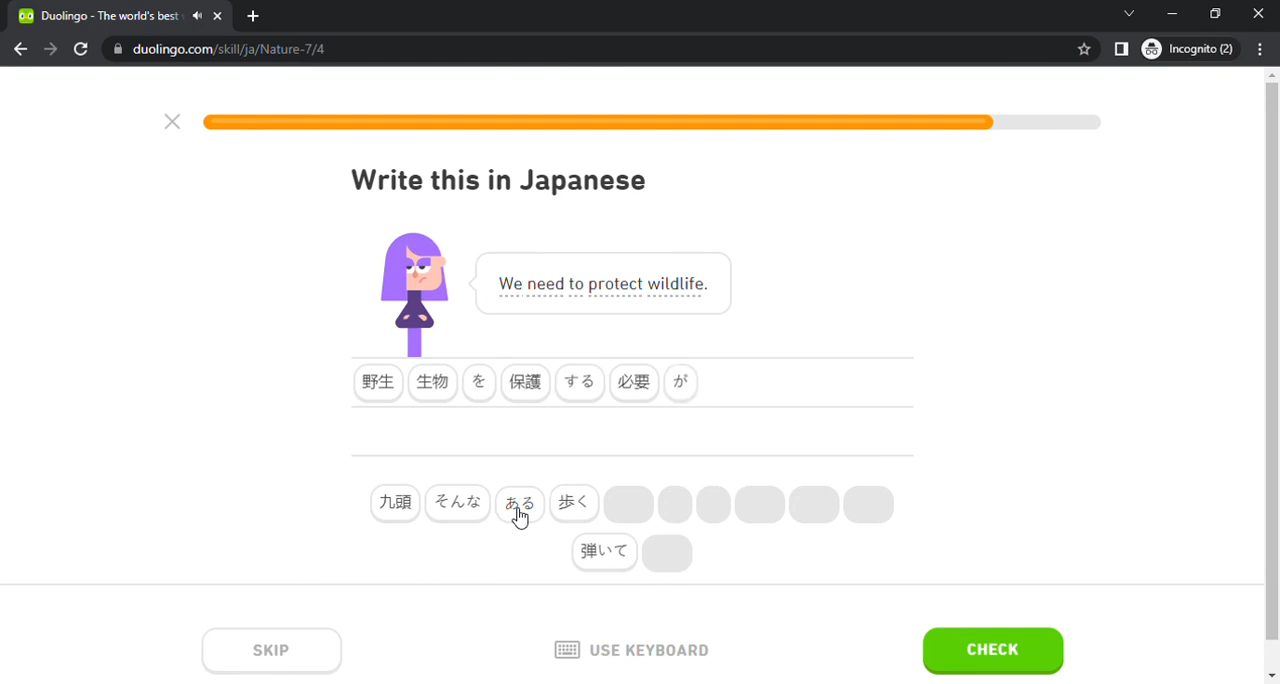 Duolingo - The world's best
duolingo.com/skill/ja/Nature-7/4
Incognito (2)
Write this in Japanese
We need to protect wildlife.
野生 生物 を 保護 する 必要 が
九頭 そんな ある 歩く
弾いて
SKIP
USE KEYBOARD
CHECK